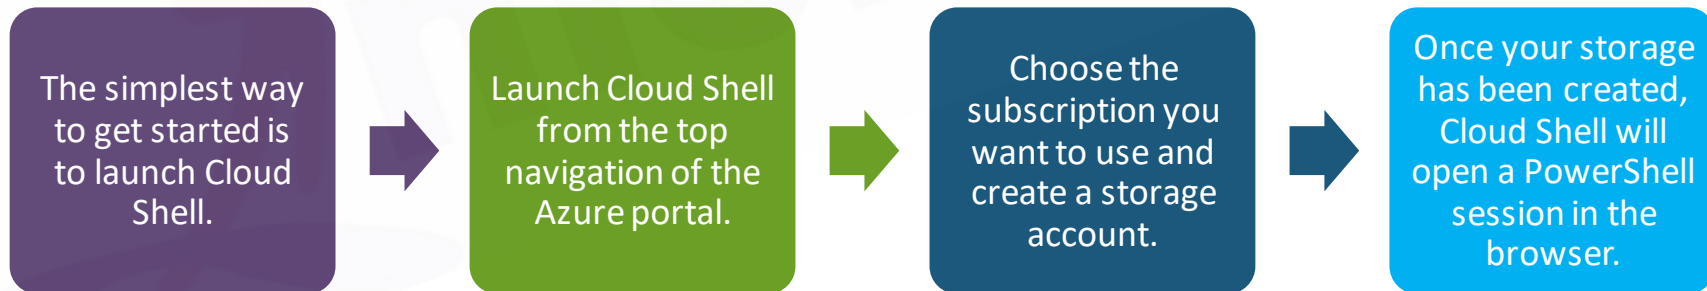 The simplest way
to get started is
to launch Cloud
Shell.
Launch Cloud Shell
from the top
navigation of the
Azure portal.
Choose the
subscription you
want to use and
create a storage
account.
Once your storage
has been created,
Cloud Shell will
open a PowerShell
session in the
browser.